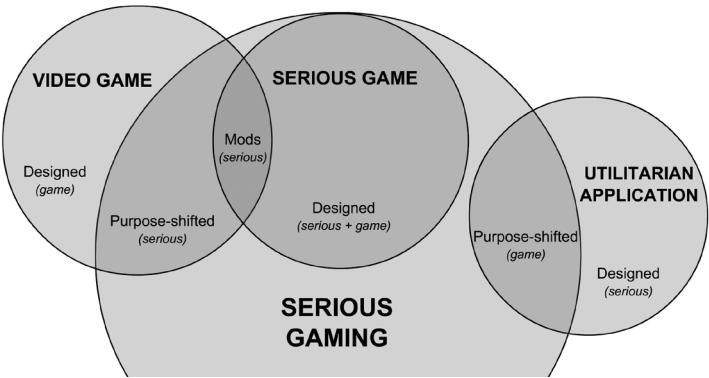 VIDEO GAME
SERIOUS GAME
Mods
(serious)
Designed
(game)
UTILITARIAN
APPLICATION
Designed
(serious + game)
Purpose-shifted
(serious)
Purpose-shifted
(game)
Designed
(serious)
SERIOUS
GAMING